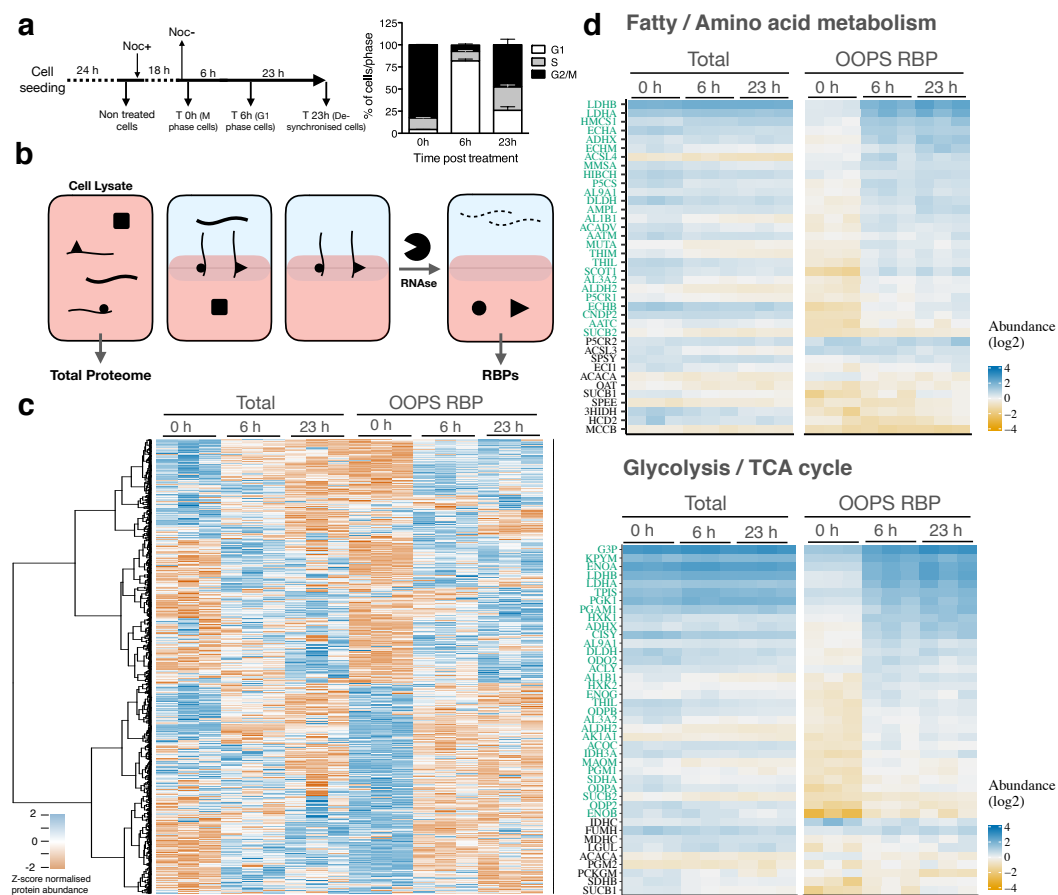 a
Noc+
Noc-
24 h
18 h
6 h
23 h
Cell
seeding
Non treated
cells
T 0h (M
phase cells)
T 6h (G1
phase cells)
T 23h (De-
synchronised cells)
% of cells/phase
125
100
75
50
25
0
0h
6h
23h
Time post treatment
G1
S
G2/M
b
Cell Lysate
RNAse
Total Proteome
RBPs
c
Total
OOPS RBP
0 h
6 h
23 h
0 h
6 h
23 h
2
0
-2
Z-score normalised
protein abundance
d
Fatty / Amino acid metabolism
Total
OOPS RBP
0 h
6 h
23 h
0 h
6 h
23 h
LDHB
LDHA
HMCS1
ECHA
ADHX
ECHM
ACSL4
MMSA
HIBCH
P5CS
AL9A1
DLDH
AMPL
AL1B1
ACADV
AATM
MUTA
THIM
THIL
SCOT1
AL3A2
ALDH2
P5CR1
ECHB
CNDP2
AATC
SUCB2
P5CR2
ACSL3
SPSY
ECI1
ACACA
OAT
SUCB1
SPEE
3HIDH
HCD2
MCCB
Abundance
(log2)
4
2
0
−2
−4
Glycolysis / TCA cycle
Total
OOPS RBP
0 h
6 h
23 h
0 h
6 h
23 h
G3P
KPYM
ENOA
LDHB
LDHA
TPIS
PGK1
PGAM1
HXK1
ADHX
CISY
AL9A1
DLDH
ODO2
ACLY
AL1B1
HXK2
ENOG
THIL
ODPB
AL3A2
ALDH2
AK1A1
ACOC
IDH3A
MAOM
PGM1
SDHA
ODPA
SUCB2
ODP2
ENOB
IDHC
FUMH
MDHC
LGUL
ACACA
PGM2
PCKGM
SDHB
SUCB1
Abundance
(log2)
4
2
0
−2
−4